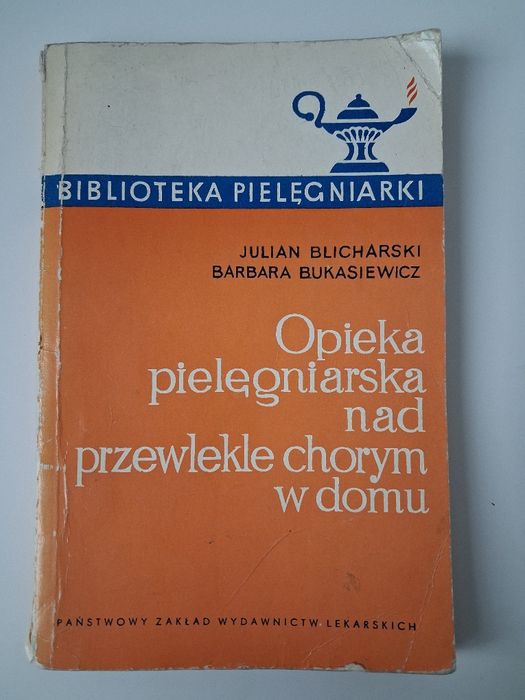 BIBLIOTEKA PIELĘGNIARKI
JULIAN BLICHARSKI
BARBARA BUKASIEWICZ
Opieka
pielęgniarska
nad
przewlekle chorym
w domu
PAŃSTWOWY ZAKŁAD WYDAWNICTW LEKARSKICH